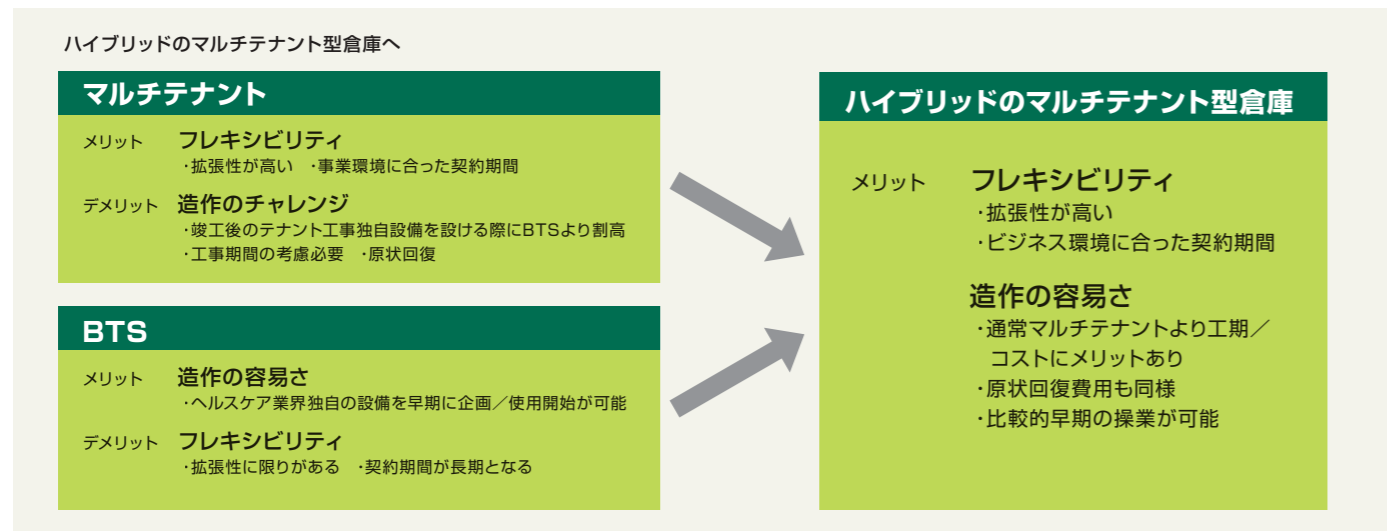 ハイブリッドのマルチテナント型倉庫へ
マルチテナント
メリット フレキシビリティ
・拡張性が高い ・事業環境に合った契約期間
デメリット 造作のチャレンジ
・竣工後のテナント工事独自設備を設ける際にBTSより割高
・工事期間の考慮必要 ・原状回復
BTS
メリット 造作の容易さ
・ヘルスケア業界独自の設備を早期に企画／使用開始が可能
デメリット フレキシビリティ
・拡張性に限りがある ・契約期間が長期となる
ハイブリッドのマルチテナント型倉庫
メリット フレキシビリティ
・拡張性が高い
・ビジネス環境に合った契約期間
造作の容易さ
・通常マルチテナントより工期／
コストにメリットあり
・原状回復費用も同様
・比較的早期の操業が可能